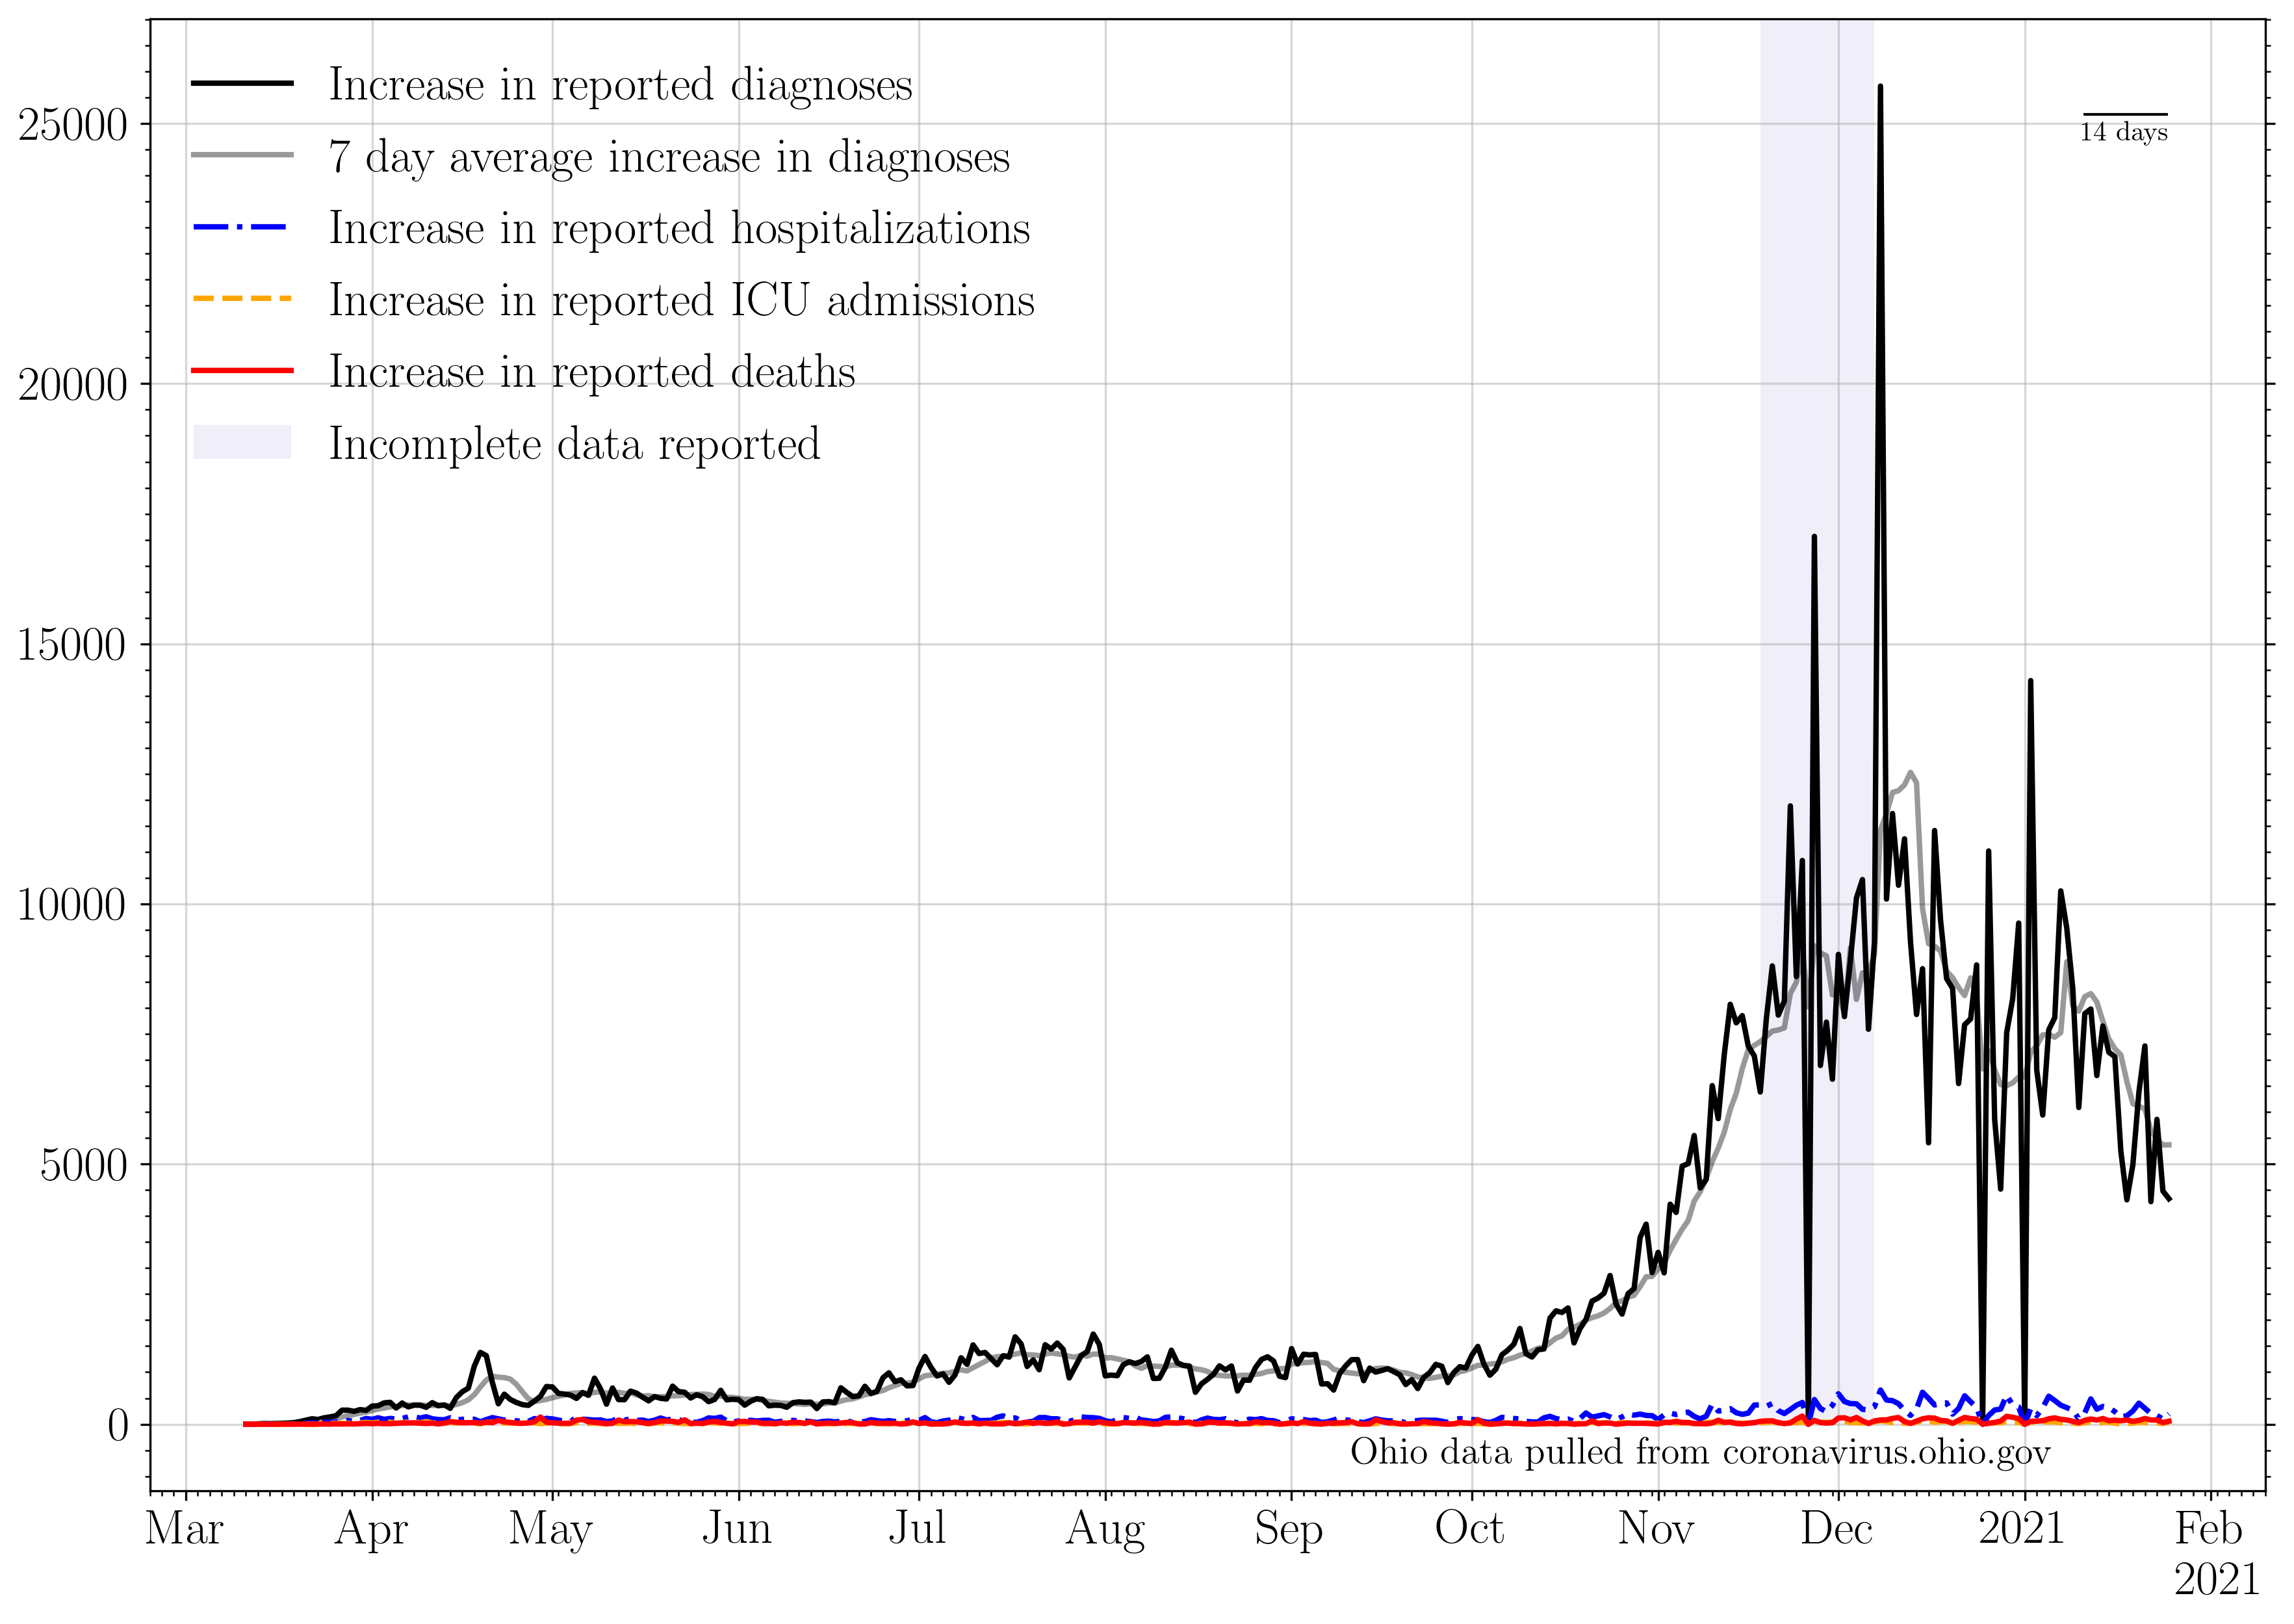 Increase in reported diagnoses
7 day average increase in diagnoses
Increase in reported hospitalizations
Increase in reported ICU admissions
Increase in reported deaths
Incomplete data reported
14 days
25000
20000
15000
10000
5000
0
Ohio data pulled from coronavirus.ohio.gov
Mar Apr May Jun Jul Aug Sep Oct Nov Dec 2021 Feb
2021